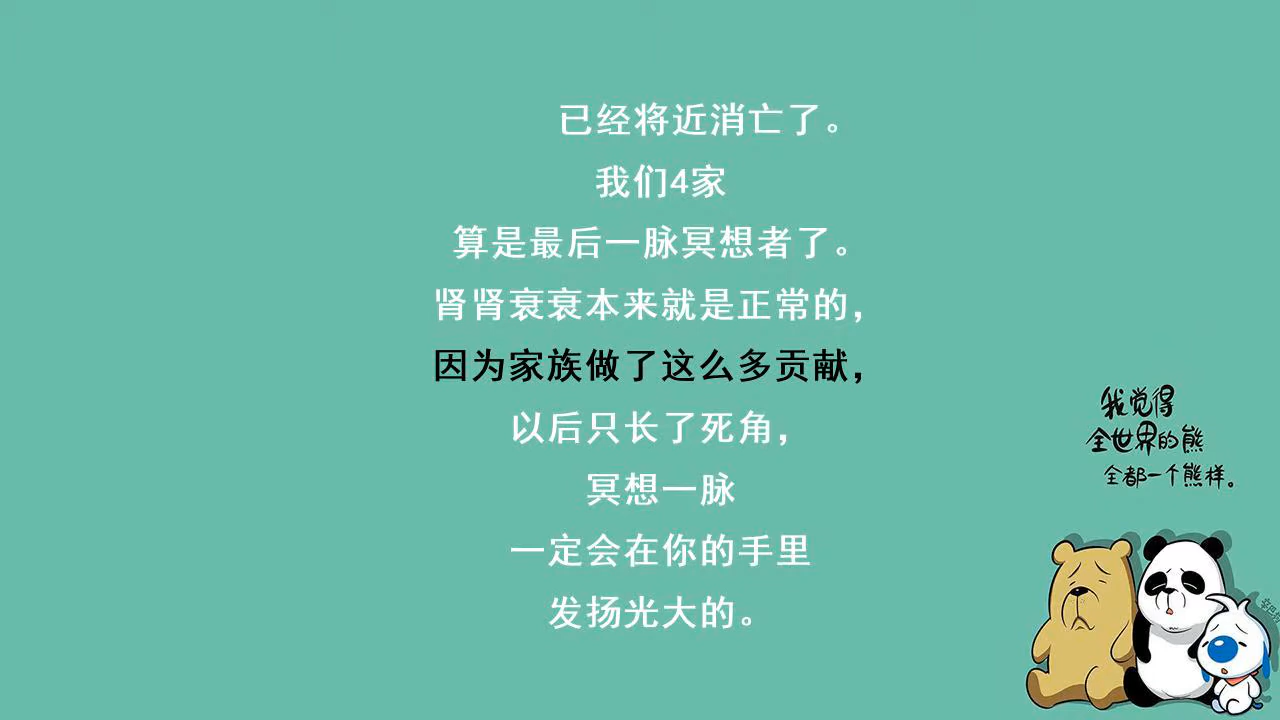 已经将近消亡了。
我们4家
算是最后一脉冥想者了。
肾肾衰衰本来就是正常的，
因为家族做了这么多贡献，
以后只长了死角，
冥想一脉
一定会在你的手里
发扬光大的。
我觉得
全世界的熊
全都一个熊样。